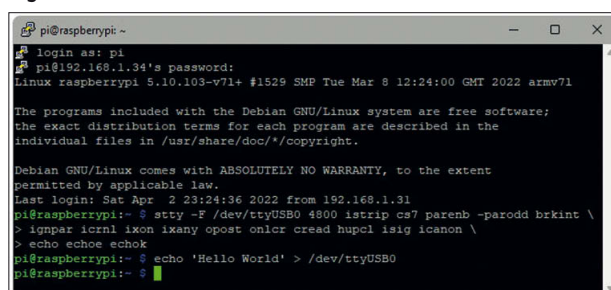 pi@raspberrypi: ~
login as: pi
pi@192.168.1.34's password:
Linux raspberrypi 5.10.103-v7l+ #1529 SMP Tue Mar 8 12:24:00 GMT 2022 armv7l
The programs included with the Debian GNU/Linux system are free software;
the exact distribution terms for each program are described in the
individual files in /usr/share/doc/*/copyright.
Debian GNU/Linux comes with ABSOLUTELY NO WARRANTY, to the extent
permitted by applicable law.
Last login: Sat Apr  2 23:24:36 2022 from 192.168.1.31
pi@raspberrypi:~ $ stty -F /dev/ttyUSB0 4800 istrip cs7 parenb -parodd brkint \
> ignpar icrnl ixon ixany opost onlcr cread hupcl isig icanon \
> echo echoe echok
pi@raspberrypi:~ $ echo 'Hello World' > /dev/ttyUSB0
pi@raspberrypi:~ $